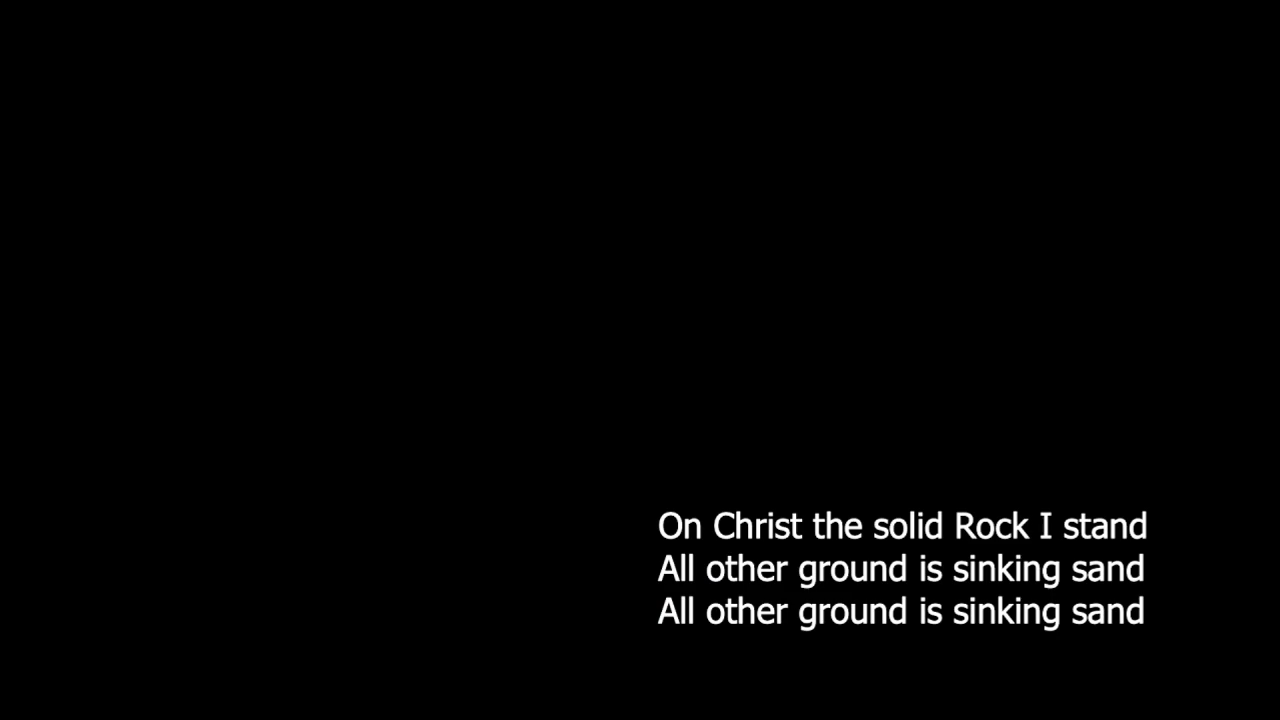 On Christ the solid Rock I stand
All other ground is sinking sand
All other ground is sinking sand